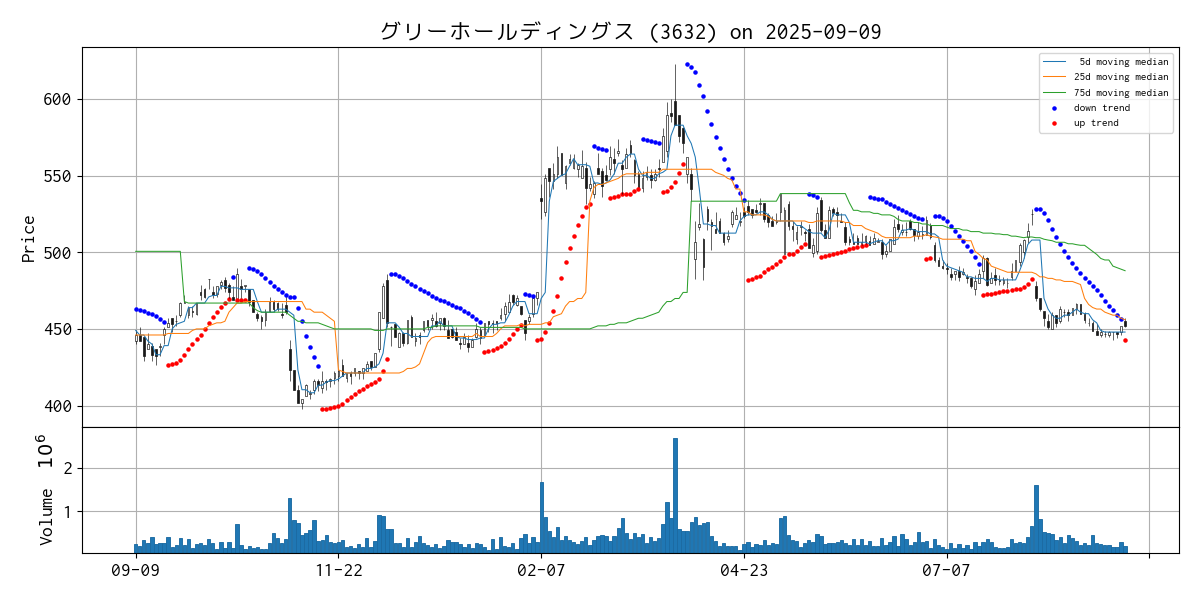 グリーホールディングス (3632) on 2025-09-09
5d moving median
25d moving median
75d moving median
down trend
up trend
Price
600
550
500
450
400
Volume 10^6
2
1
09-09 11-22 02-07 04-23 07-07